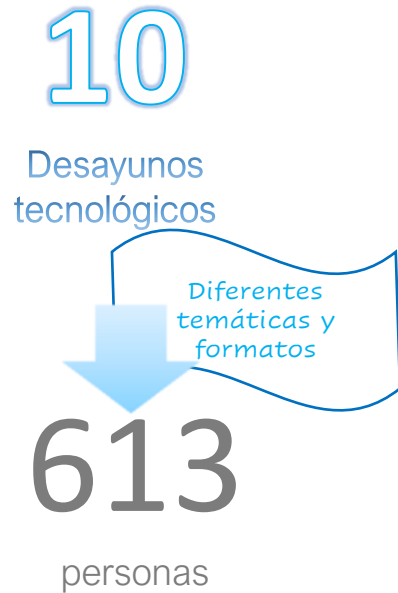 10
Desayunos
tecnológicos
Diferentes
temáticas y
formatos
613
personas